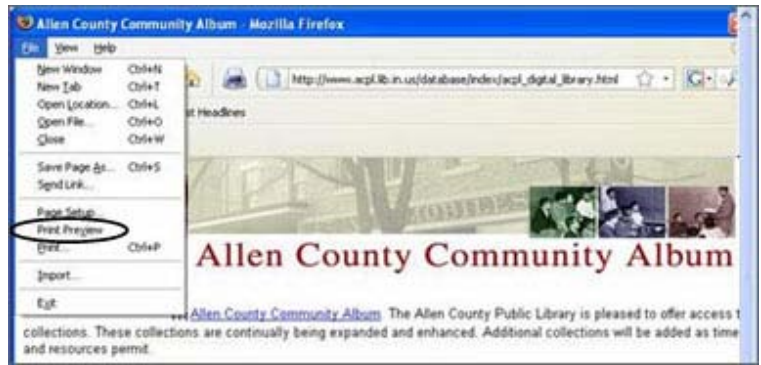 Allen County Community Album - Mozilla Firefox
File View Help
New Window Ctrl+N
New Tab Ctrl+T
Open Location... Ctrl+L
Open File... Ctrl+O
Close Ctrl+W
Save Page As... Ctrl+S
Send Link...
Page Setup
Print Preview
Print... Ctrl+P
Import...
Exit
http://www.acpl.lib.in.us/database/index/acpl_digital_library.html
st Headlines
Allen County Community Album
Allen County Community Album. The Allen County Public Library is pleased to offer access t
collections. These collections are continually being expanded and enhanced. Additional collections will be added as time
and resources permit.